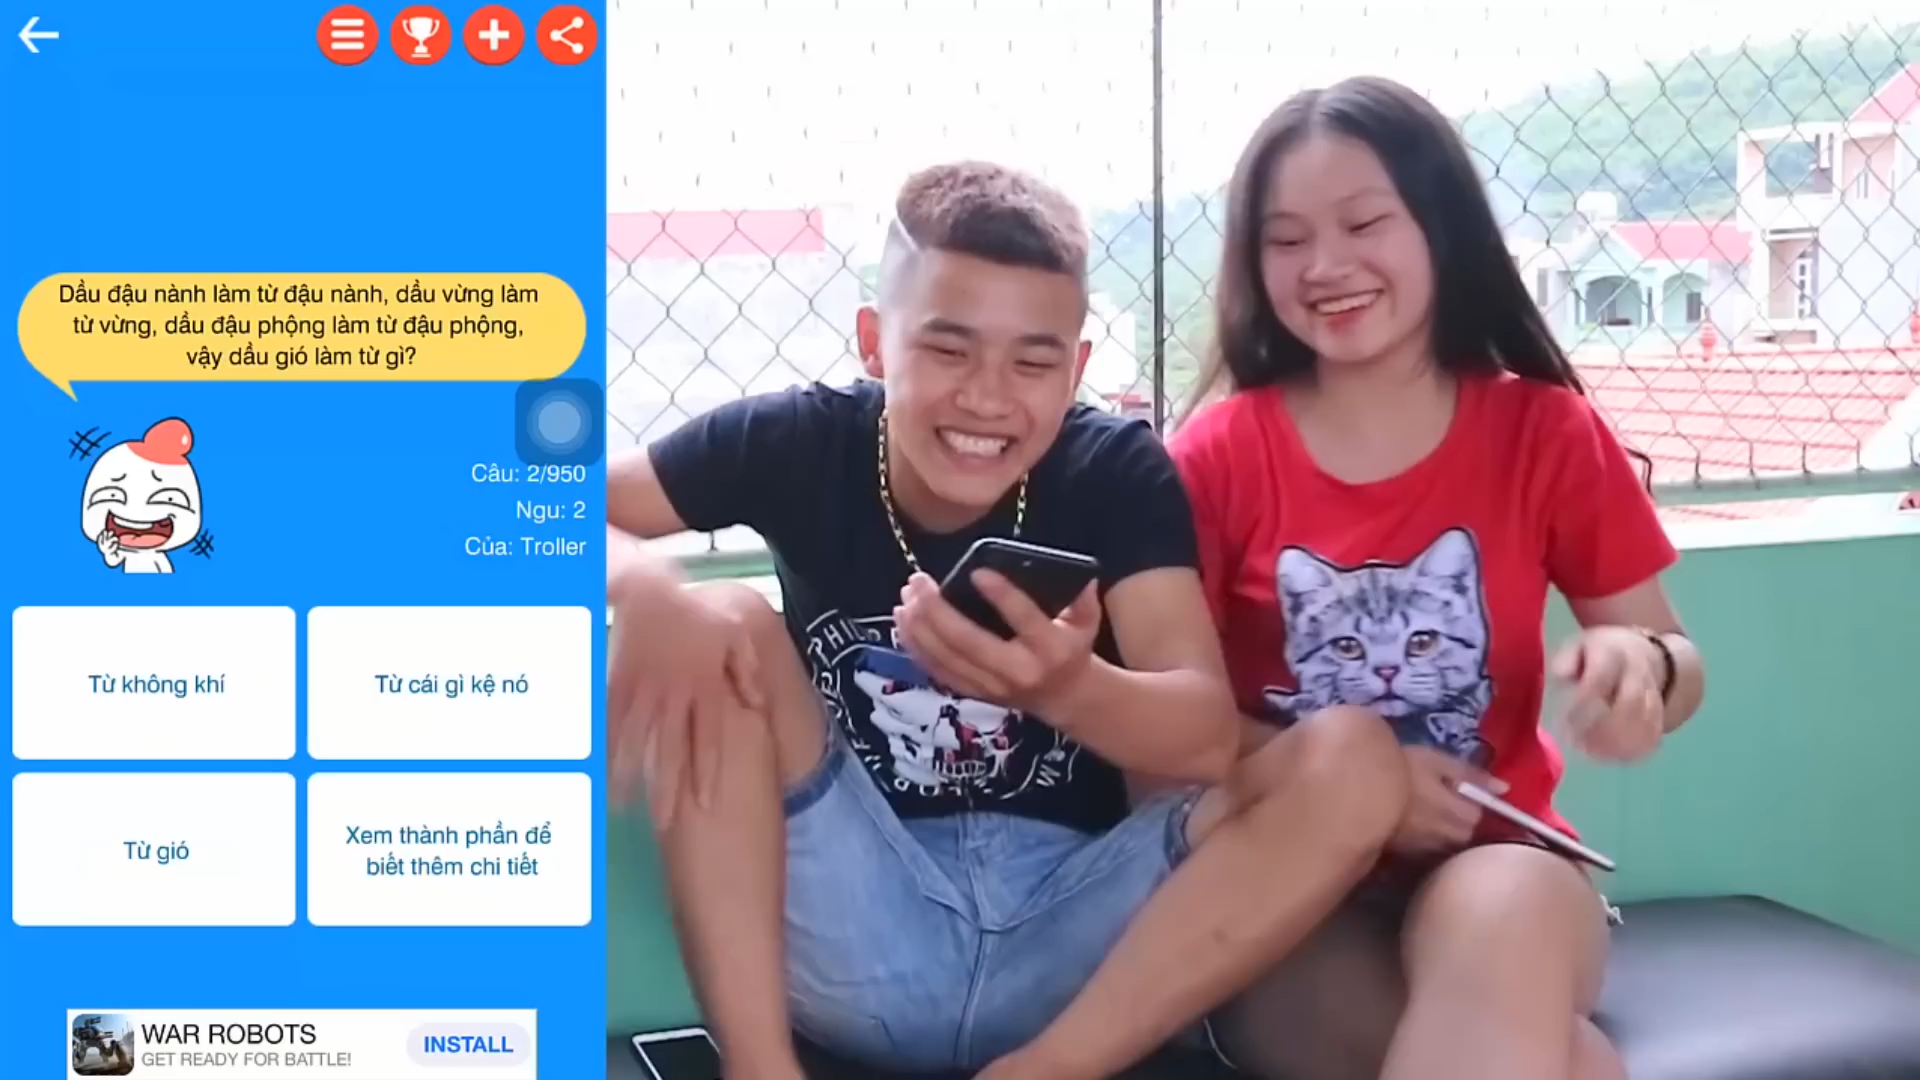 Dầu đậu nành làm từ đậu nành, dầu vừng làm
từ vừng, dầu đậu phộng làm từ đậu phộng,
vậy dầu gió làm từ gì?
Câu: 2/950
Ngu: 2
Của: Troller
Từ không khí
Từ cái gì kệ nó
Từ gió
Xem thành phần để
biết thêm chi tiết
WAR ROBOTS
GET READY FOR BATTLE!
INSTALL